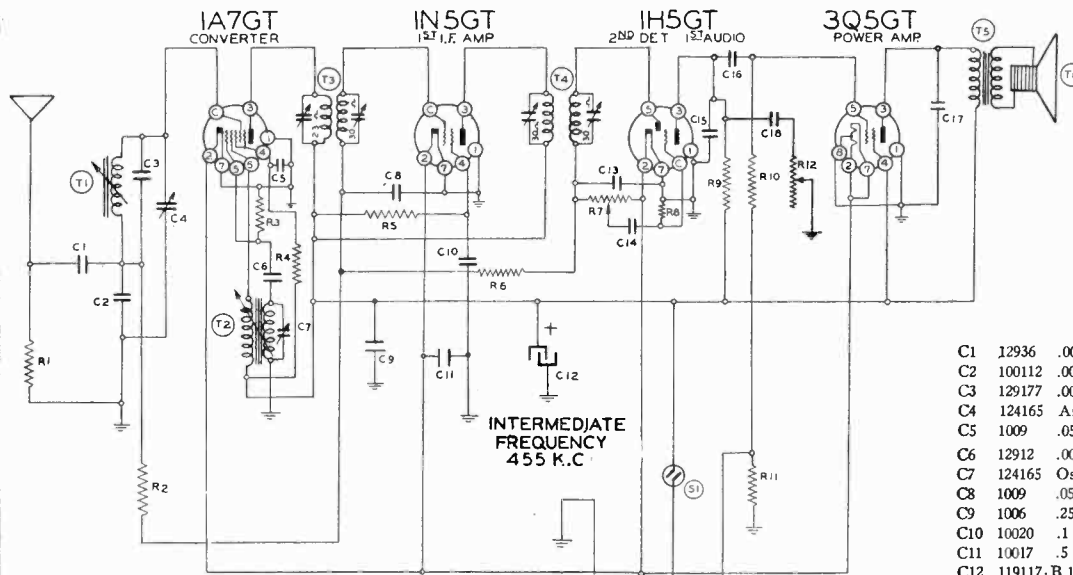 1A7GT
CONVERTER
1N5GT
1ST I.F. AMP
1H5GT
2ND DET 1ST AUDIO
3Q5GT
POWER AMP.
T1
T2
T3
T4
T5
C1
C2
C3
C4
C5
C6
C7
C8
C9
C10
C11
C12
C13
C14
C15
C16
C17
C18
R1
R2
R3
R4
R5
R6
R7
R8
R9
R10
R11
R12
S1
+
INTERMEDIATE
FREQUENCY
455 K.C
C1 12936 .00
C2 100112 .00
C3 129177 .00
C4 124165
C5 1009 .05
C6 12912 .00
C7 124165 Os
C8 1009 .05
C9 1006 .25
C10 10020 .1
C11 10017 .5
C12 119117.B 1